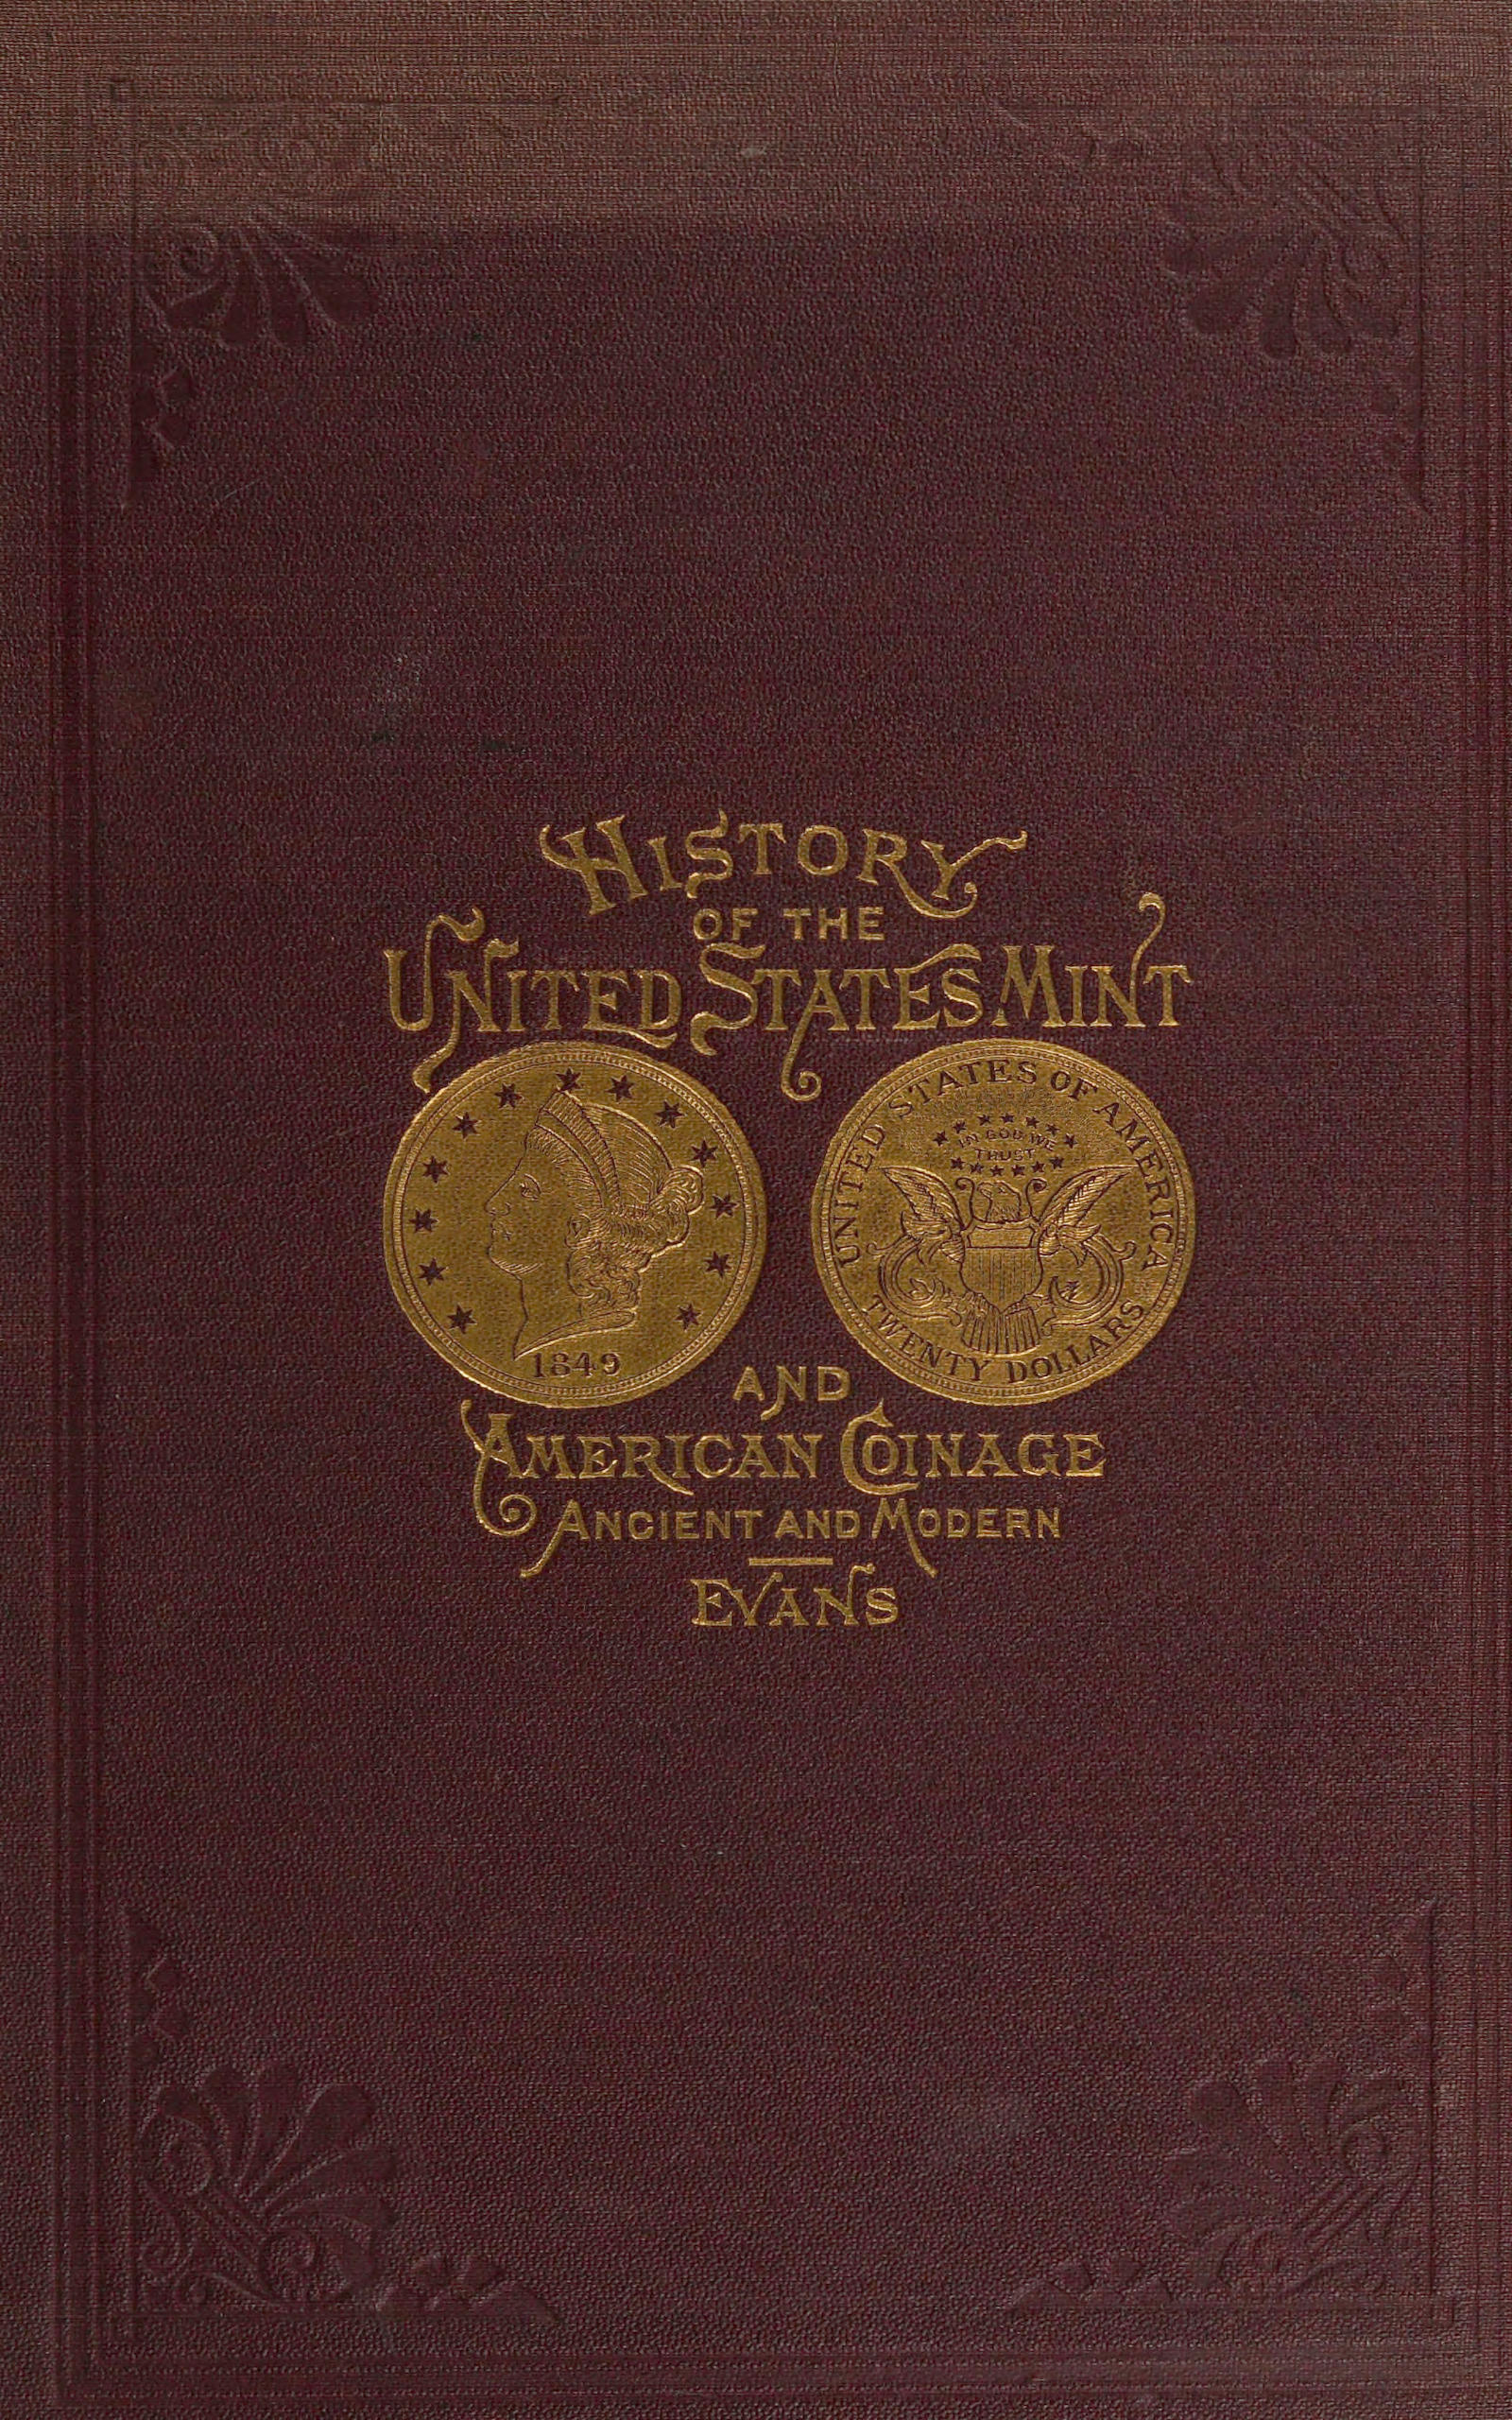 HISTORY
OF THE
UNITED STATES MINT
1849
UNITED STATES OF AMERICA
IN GOD WE
TRUST
TWENTY DOLLARS
AND
AMERICAN COINAGE
ANCIENT AND MODERN
EVANS